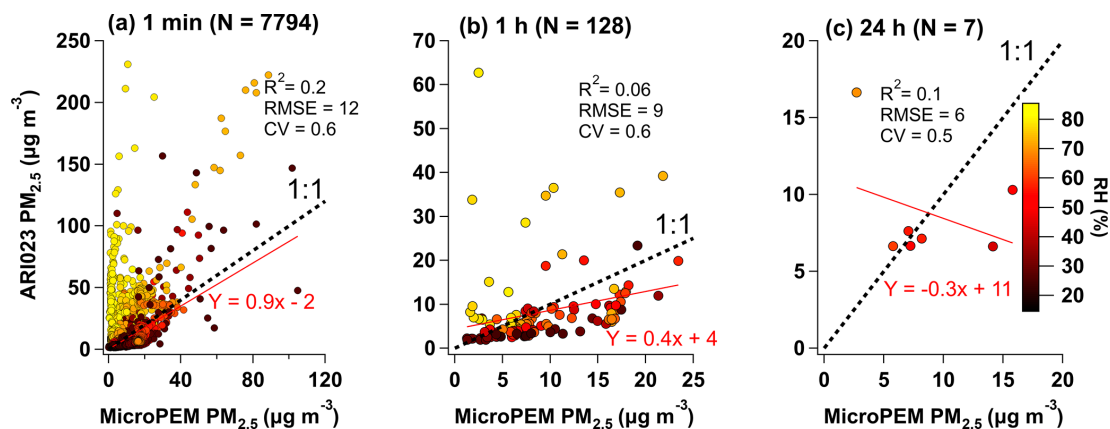 (a) 1 min (N = 7794)
250
200
150
100
50
0
0
40
80
120
ARI023 PM2.5 (µg m-3)
MicroPEM PM2.5 (µg m-3)
R2= 0.2
RMSE = 12
CV = 0.6
1:1
Y = 0.9x - 2
(b) 1 h (N = 128)
70
60
50
40
30
20
10
0
0
5
10
15
20
25
MicroPEM PM2.5 (µg m-3)
R2= 0.06
RMSE = 9
CV = 0.6
1:1
Y = 0.4x + 4
(c) 24 h (N = 7)
20
15
10
5
0
0
5
10
15
20
MicroPEM PM2.5 (µg m-3)
1:1
R2= 0.1
RMSE = 6
CV = 0.5
Y = -0.3x + 11
80
70
60
50
40
30
20
RH (%)